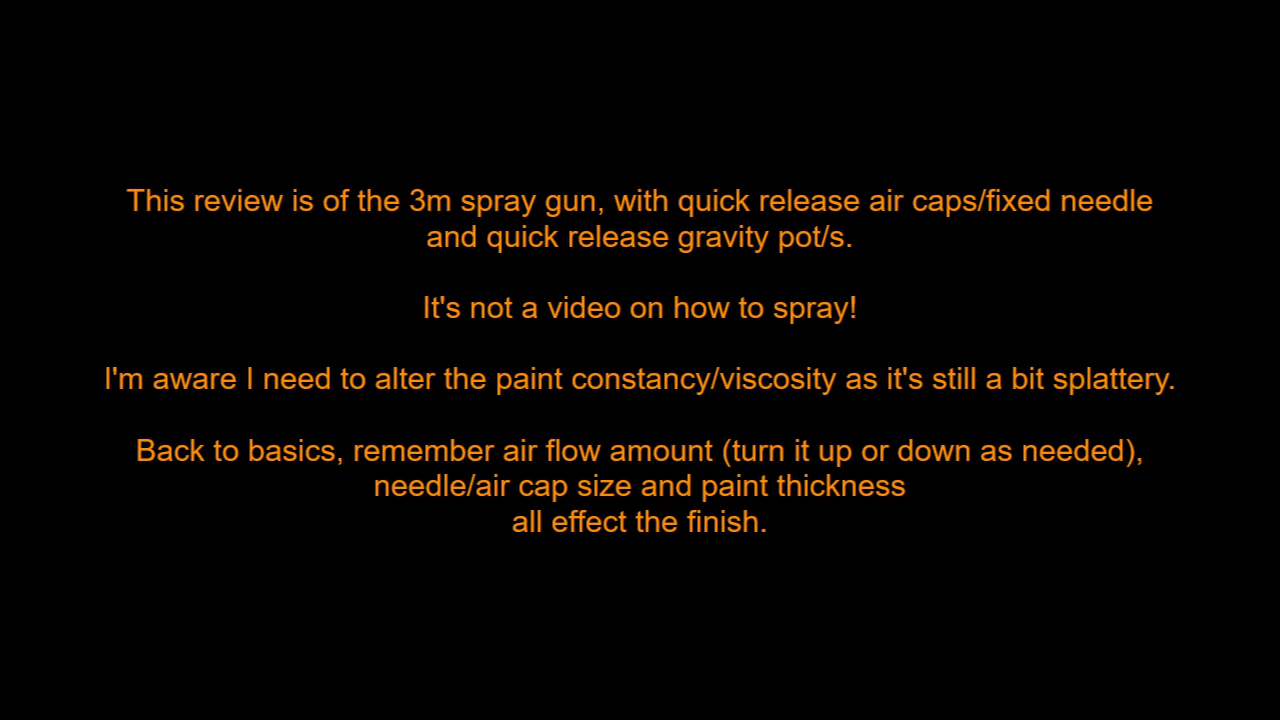 This review is of the 3m spray gun, with quick release air caps/fixed needle
and quick release gravity pot/s.
It's not a video on how to spray!
I'm aware I need to alter the paint constancy/viscosity as it's still a bit splattery.
Back to basics, remember air flow amount (turn it up or down as needed),
needle/air cap size and paint thickness
all effect the finish.